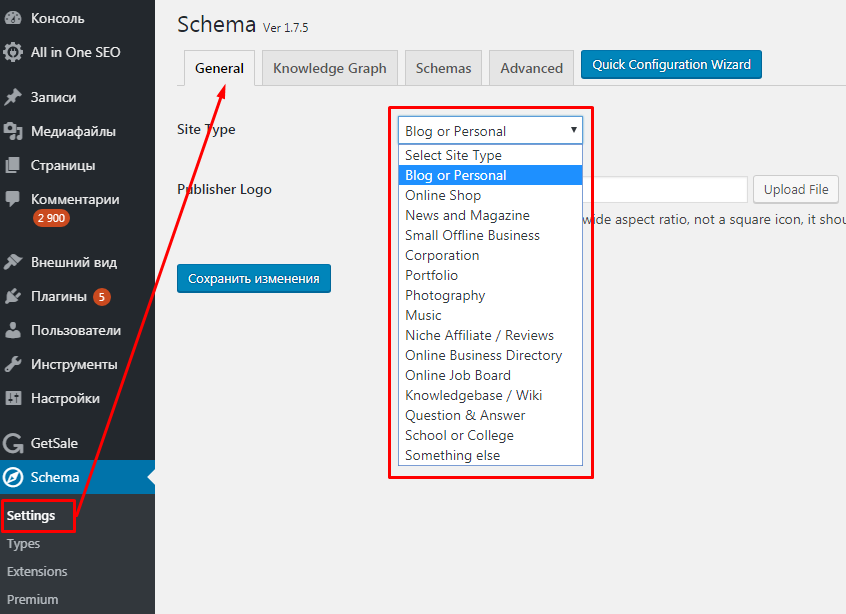 Консоль
All in One SEO
Записи
Медиафайлы
Страницы
Комментарии
2 900
Внешний вид
Плагины 5
Пользователи
Инструменты
Настройки
GetSale
Schema
Settings
Types
Extensions
Premium
Schema Ver 1.7.5
General Knowledge Graph Schemas Advanced Quick Configuration Wizard
Site Type Blog or Personal
Select Site Type
Blog or Personal
Online Shop
News and Magazine
Small Offline Business
Corporation
Portfolio
Photography
Music
Niche Affiliate / Reviews
Online Business Directory
Online Job Board
Knowledgebase / Wiki
Question & Answer
School or College
Something else
Publisher Logo Upload File
wide aspect ratio, not a square icon, it shou
Сохранить изменения